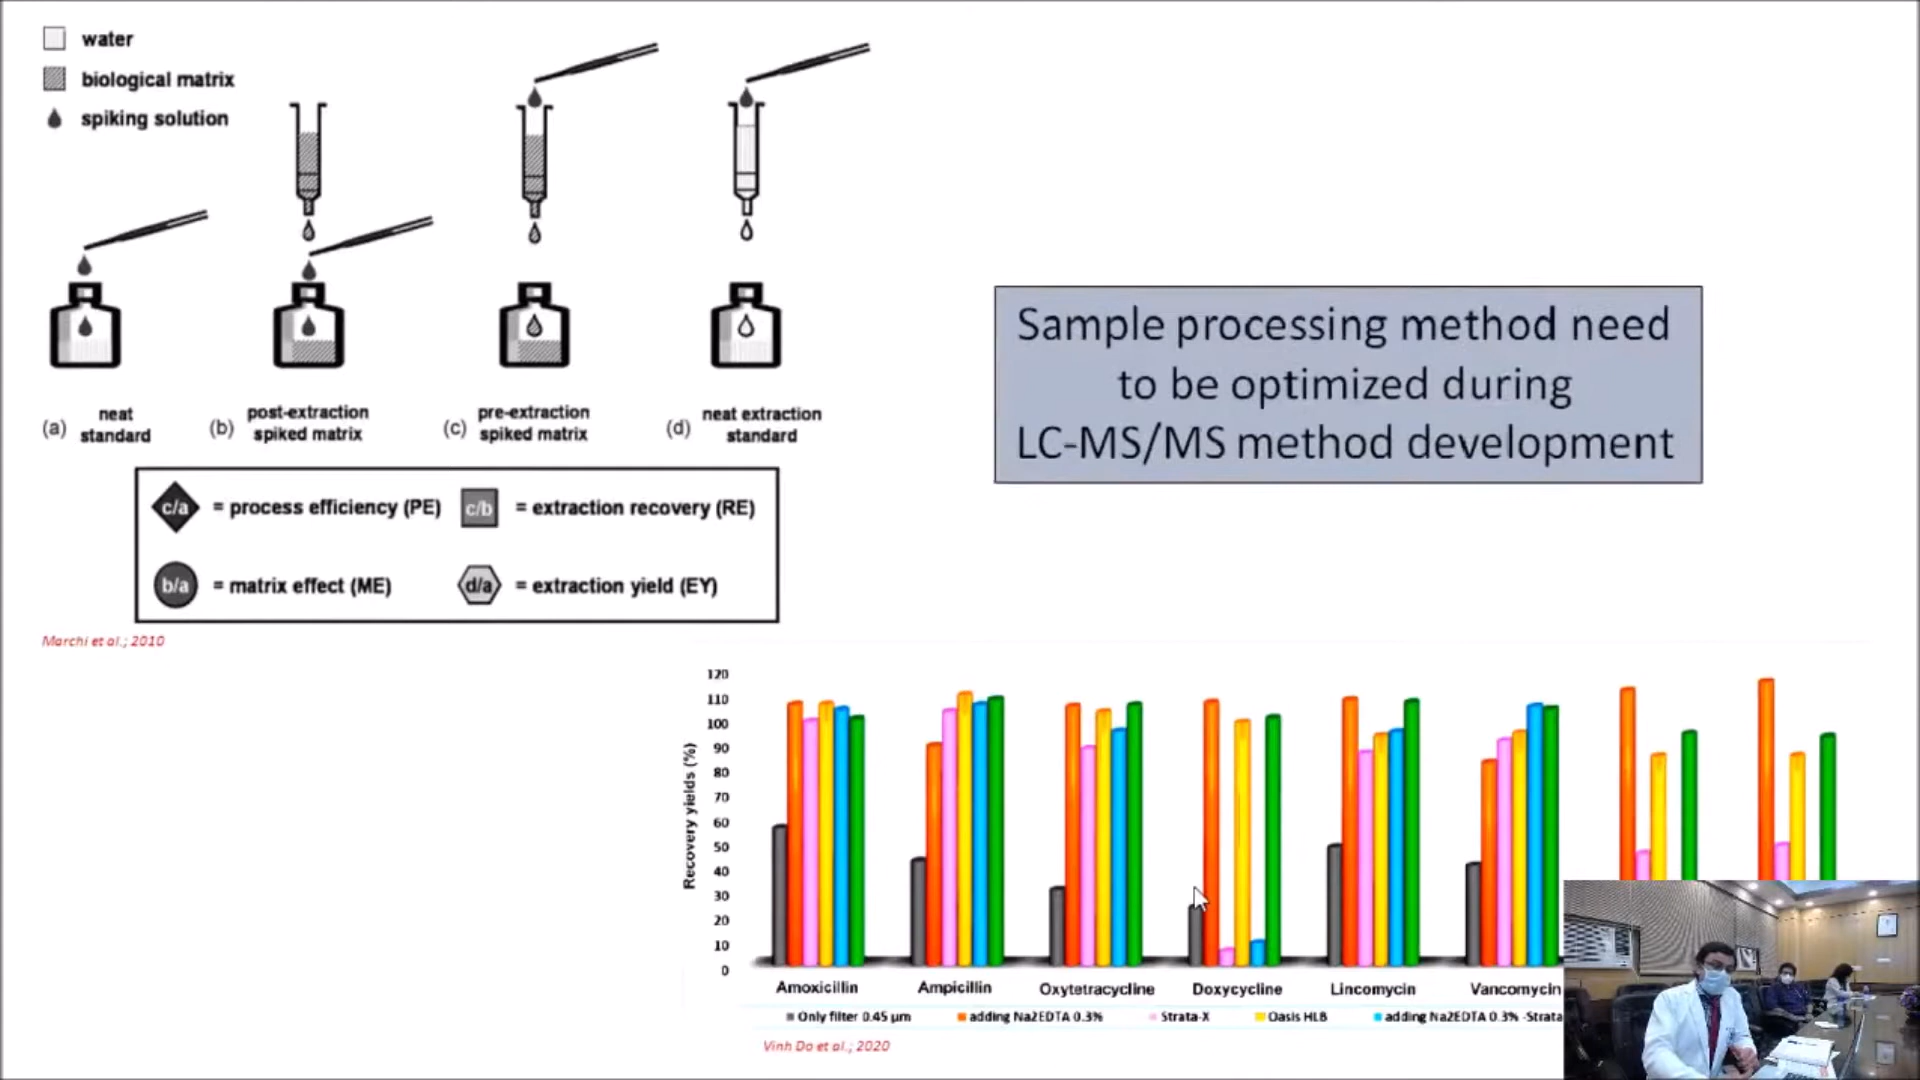 water
biological matrix
spiking solution
(a) neat standard
(b) post-extraction spiked matrix
(c) pre-extraction spiked matrix
(d) neat extraction standard
c/a = process efficiency (PE)
c/b = extraction recovery (RE)
b/a = matrix effect (ME)
d/a = extraction yield (EY)
Marchi et al.; 2010
Sample processing method need
to be optimized during
LC-MS/MS method development
Recovery yields (%)
120
110
100
90
80
70
60
50
40
30
20
10
0
Amoxicillin Ampicillin Oxytetracycline Doxycycline Lincomycin Vancomycin
Only filter 0.45 µm adding Na2EDTA 0.3% Strata-X Oasis HLB adding Na2EDTA 0.3% -Strata
Vinh Do et al.; 2020